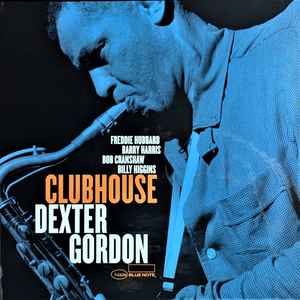 FREDDIE HUBBARD
BARRY HARRIS
BOB CRANSHAW
BILLY HIGGINS
CLUBHOUSE
DEXTER
GORDON
BLUE NOTE